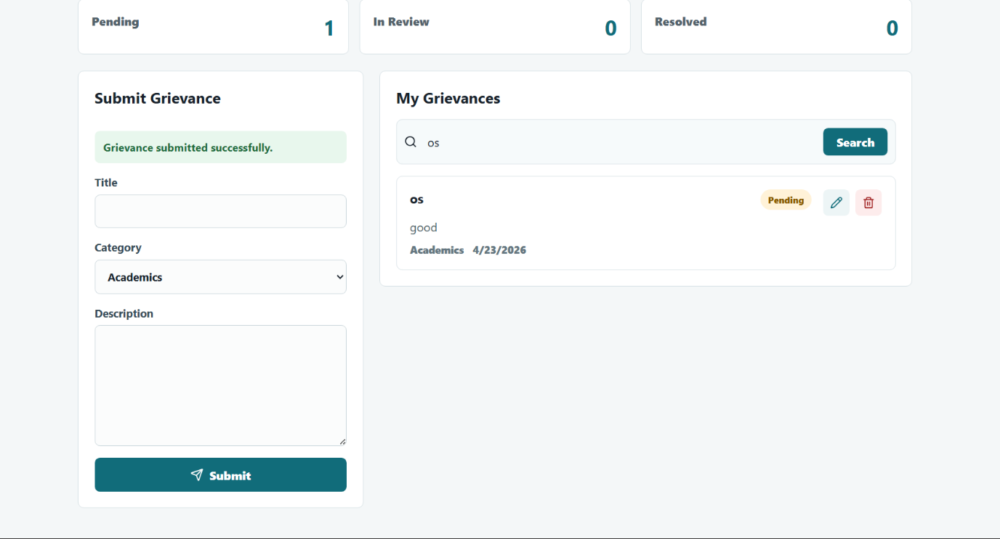 Pending
1
In Review
0
Resolved
0
Submit Grievance
Grievance submitted successfully.
Title
Category
Academics
Description
Submit
My Grievances
os
Search
os
Pending
good
Academics 4/23/2026